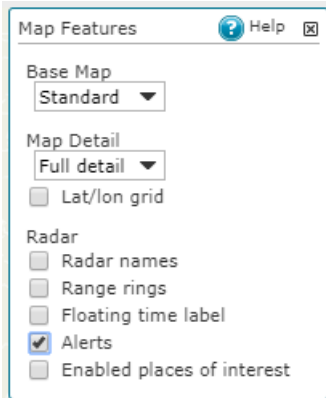 Map Features ? Help
Base Map
Standard
Map Detail
Full detail
Lat/lon grid
Radar
Radar names
Range rings
Floating time label
Alerts
Enabled places of interest